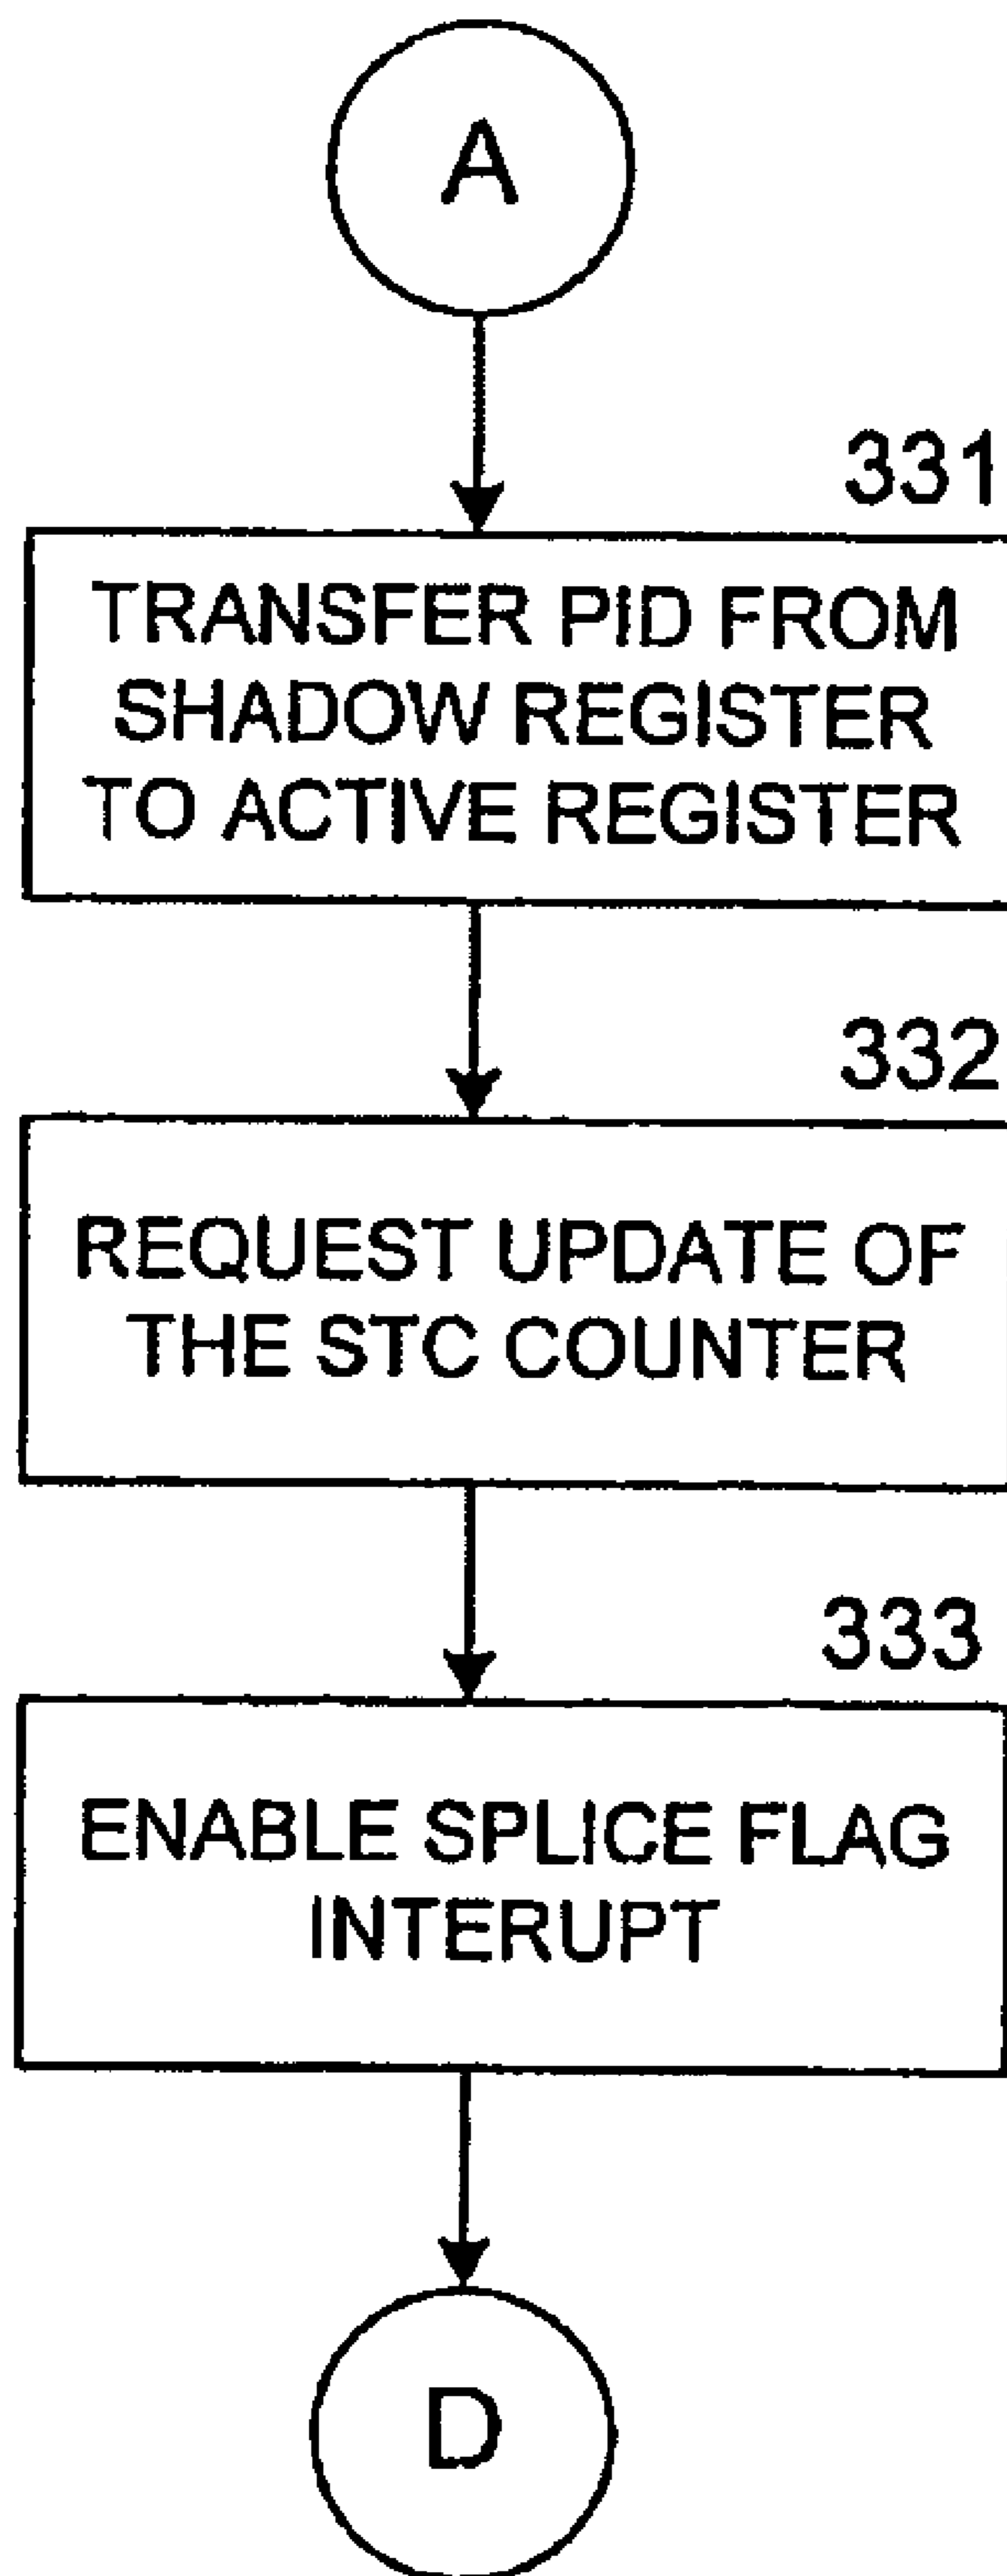 A
331
TRANSFER PID FROM
SHADOW REGISTER
TO ACTIVE REGISTER
332
REQUEST UPDATE OF
THE STC COUNTER
333
ENABLE SPLICE FLAG
INTERUPT
D